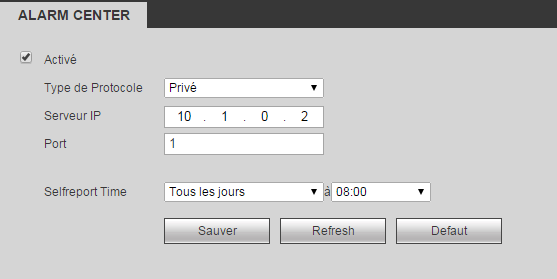 ALARM CENTER
Activé
Type de Protocole Privé
Serveur IP 10 . 1 . 0 . 2
Port 1
Selfreport Time Tous les jours à 08:00
Sauver Refresh Defaut